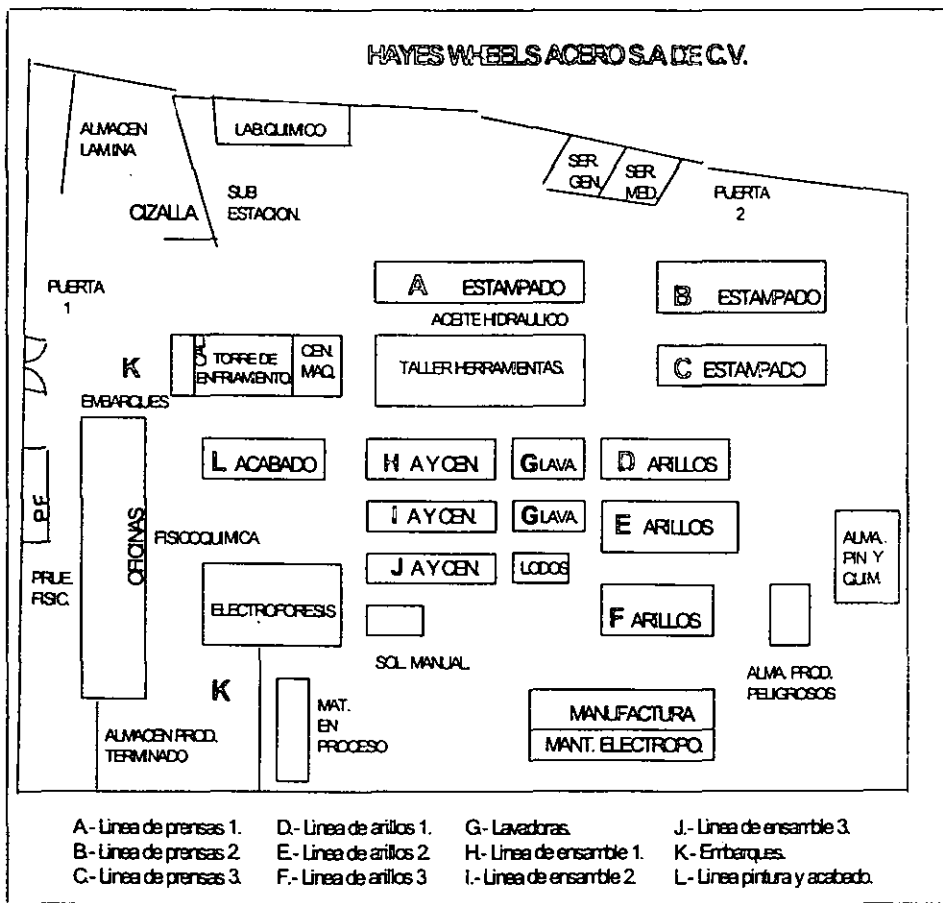 HAYES WHEELS ACERO S.A DE C.V.
ALMACEN
LAMINA
LAB.QUIMICO
SER.
GEN.
SER.
MED.
PUERTA
2
CIZALLA
SUB
ESTACION.
PUERTA
1
A ESTAMPADO
B ESTAMPADO
ACEITE HIDRAULICO
K
TORRE DE
ENFRIAMIENTO
CEN.
MAQ.
TALLER HERRAMIENTAS.
C ESTAMPADO
EMBARQUES
L ACABADO
H A Y CEN.
G LAVA
D ARILLOS
P.F.
OFICINAS
I A Y CEN.
G LAVA
E ARILLOS
FISICOQUIMICA
ALMA.
PIN Y
QUIM.
J A Y CEN.
LODOS
PRUE.
FISIC.
ELECTROFORESIS
F ARILLOS
SOL. MANUAL.
ALMA. PROD.
PELIGROSOS
K
MAT.
EN
PROCESO
MANUFACTURA
MANT. ELECTROPO.
ALMACEN PROD.
TERMINADO
A.- Linea de prensas 1. D.- Linea de arillos 1. G.- Lavadoras. J.- Linea de ensamble 3.
B.- Linea de prensas 2. E.- Linea de arillos 2. H.- Linea de ensamble 1. K.- Embarques.
C.- Linea de prensas 3. F.- Linea de arillos 3 I.- Linea de ensamble 2. L.- Linea pintura y acabado.